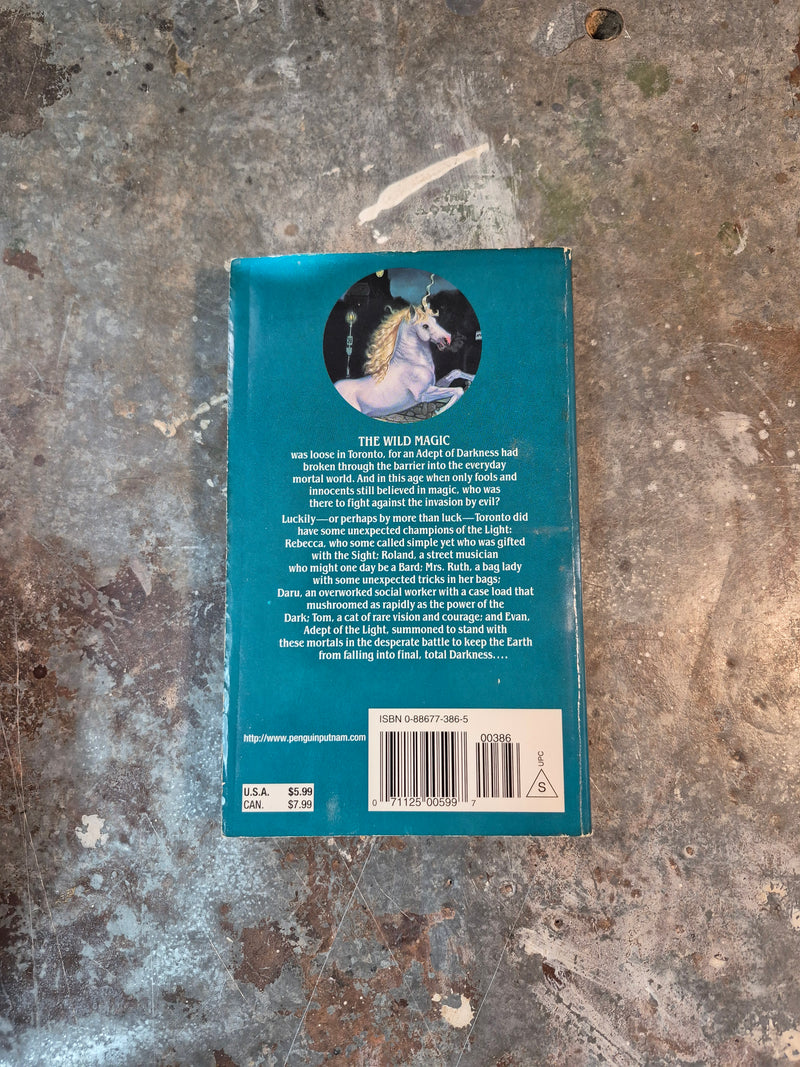 THE WILD MAGIC
was loose in Toronto, for an Adept of Darkness had
broken through the barrier into the everyday
mortal world. And in this age when only fools and
innocents still believed in magic, who was
there to fight against the invasion by evil?
Luckily—or perhaps by more than luck—Toronto did
have some unexpected champions of the Light:
Rebecca, who some called simple yet who was gifted
with the Sight; Roland, a street musician
who might one day be a Bard; Mrs. Ruth, a bag lady
with some unexpected tricks in her bags;
Daru, an overworked social worker with a case load that
mushroomed as rapidly as the power of the
Dark; Tom, a cat of rare vision and courage; and Evan,
Adept of the Light, summoned to stand with
these mortals in the desperate battle to keep the Earth
from falling into final, total Darkness....
ISBN 0-88677-386-5
http://www.penguinputnam.com
00386
UPC
S
U.S.A. $5.99
CAN. $7.99
0 71125 00599 7